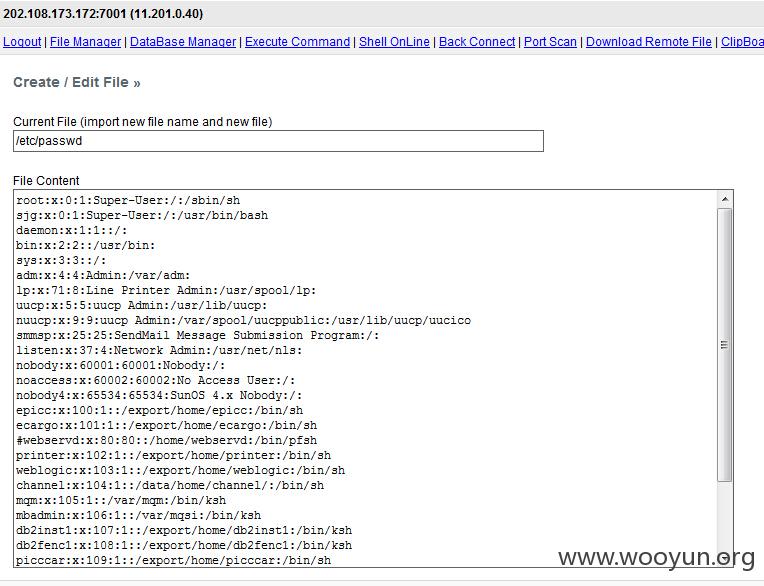 202.108.173.172:7001 (11.201.0.40)
Logout | File Manager | DataBase Manager | Execute Command | Shell OnLine | Back Connect | Port Scan | Download Remote File | ClipBoa
Create / Edit File »
Current File (import new file name and new file)
/etc/passwd
File Content
root:x:0:1:Super-User:/:/sbin/sh
sjg:x:0:1:Super-User:/:/usr/bin/bash
daemon:x:1:1::/:
bin:x:2:2::/usr/bin:
sys:x:3:3::/:
adm:x:4:4:Admin:/var/adm:
lp:x:71:8:Line Printer Admin:/usr/spool/lp:
uucp:x:5:5:uucp Admin:/usr/lib/uucp:
nuucp:x:9:9:uucp Admin:/var/spool/uucppublic:/usr/lib/uucp/uucico
smmsp:x:25:25:SendMail Message Submission Program:/:
listen:x:37:4:Network Admin:/usr/net/nls:
nobody:x:60001:60001:Nobody:/:
noaccess:x:60002:60002:No Access User:/:
nobody4:x:65534:65534:SunOS 4.x Nobody:/:
epicc:x:100:1::/export/home/epicc:/bin/sh
ecargo:x:101:1::/export/home/ecargo:/bin/sh
#webservd:x:80:80::/home/webservd:/bin/pfsh
printer:x:102:1::/export/home/printer:/bin/sh
weblogic:x:103:1::/export/home/weblogic:/bin/sh
channel:x:104:1::/data/home/channel/:/bin/sh
mqm:x:105:1::/var/mqm:/bin/ksh
mbadmin:x:106:1::/var/mqsi:/bin/ksh
db2inst1:x:107:1::/export/home/db2inst1:/bin/ksh
db2fenc1:x:108:1::/export/home/db2fenc1:/bin/ksh
picccar:x:109:1::/export/home/picccar:/bin/sh
www.wooyun.org